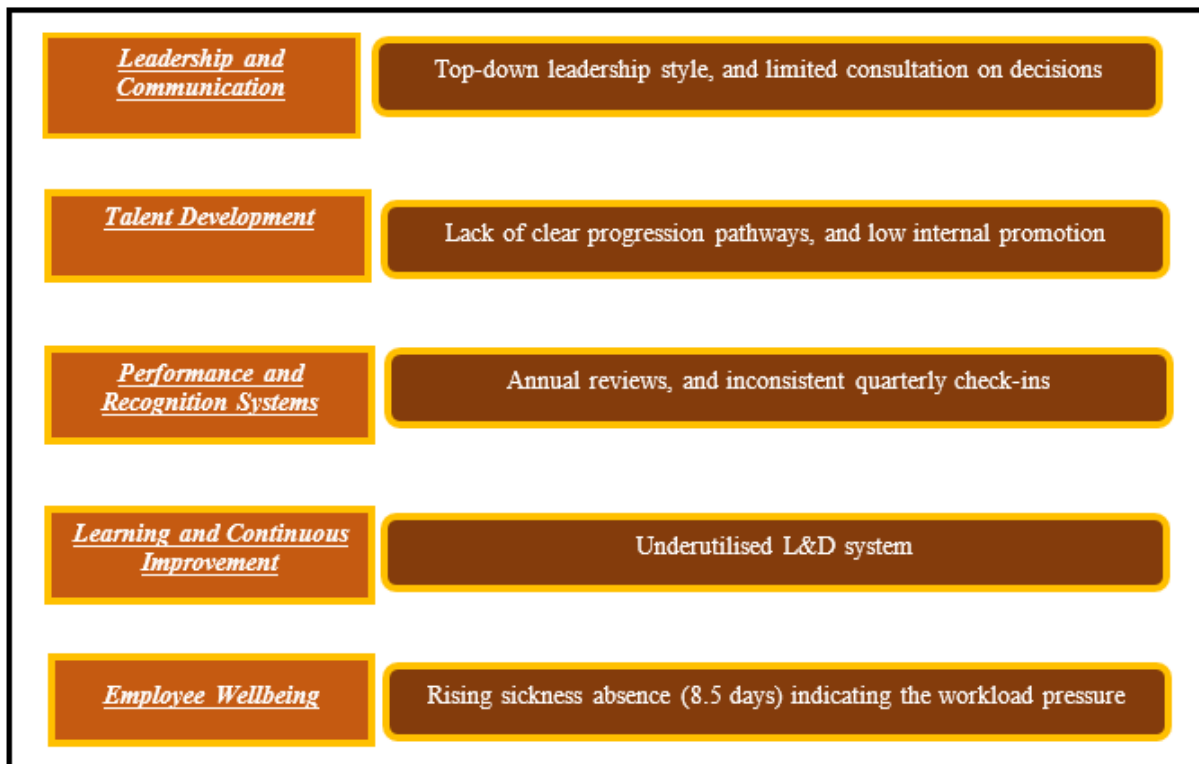 Leadership and
Communication
Top-down leadership style, and limited consultation on decisions
Talent Development
Lack of clear progression pathways, and low internal promotion
Performance and
Recognition Systems
Annual reviews, and inconsistent quarterly check-ins
Learning and Continuous
Improvement
Underutilised L&D system
Employee Wellbeing
Rising sickness absence (8.5 days) indicating the workload pressure